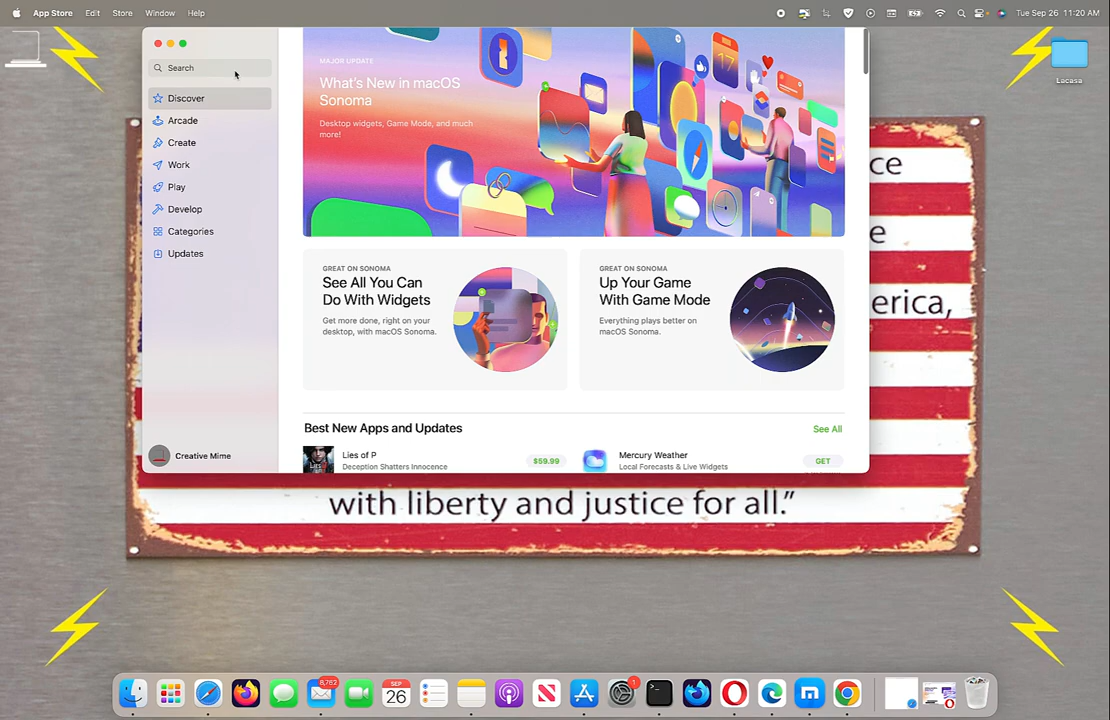 App Store Edit Store Window Help
Tue Sep 26 11:20 AM
Search
Discover
Arcade
Create
Work
Play
Develop
Categories
Updates
Creative Mime
MAJOR UPDATE
What's New in macOS
Sonoma
Desktop widgets, Game Mode, and much
more!
GREAT ON SONOMA
See All You Can
Do With Widgets
Get more done, right on your
desktop, with macOS Sonoma.
GREAT ON SONOMA
Up Your Game
With Game Mode
Everything plays better on
macOS Sonoma.
Best New Apps and Updates
See All
Lies of P
Deception Shatters Innocence
$59.99
Mercury Weather
Local Forecasts & Live Widgets
GET
Lacasa
ce
e
erica,
with liberty and justice for all.”
8,762
SEP
26
1